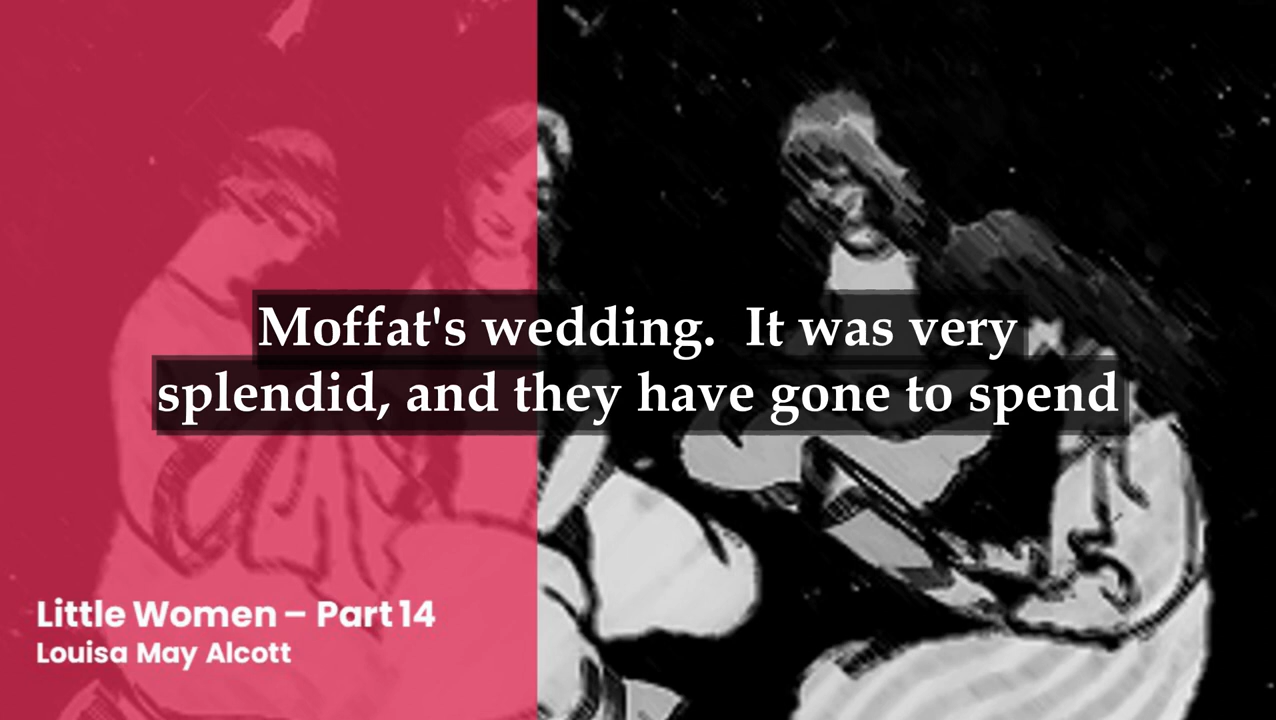 Moffat's wedding.  It was very
splendid, and they have gone to spend
Little Women – Part 14
Louisa May Alcott